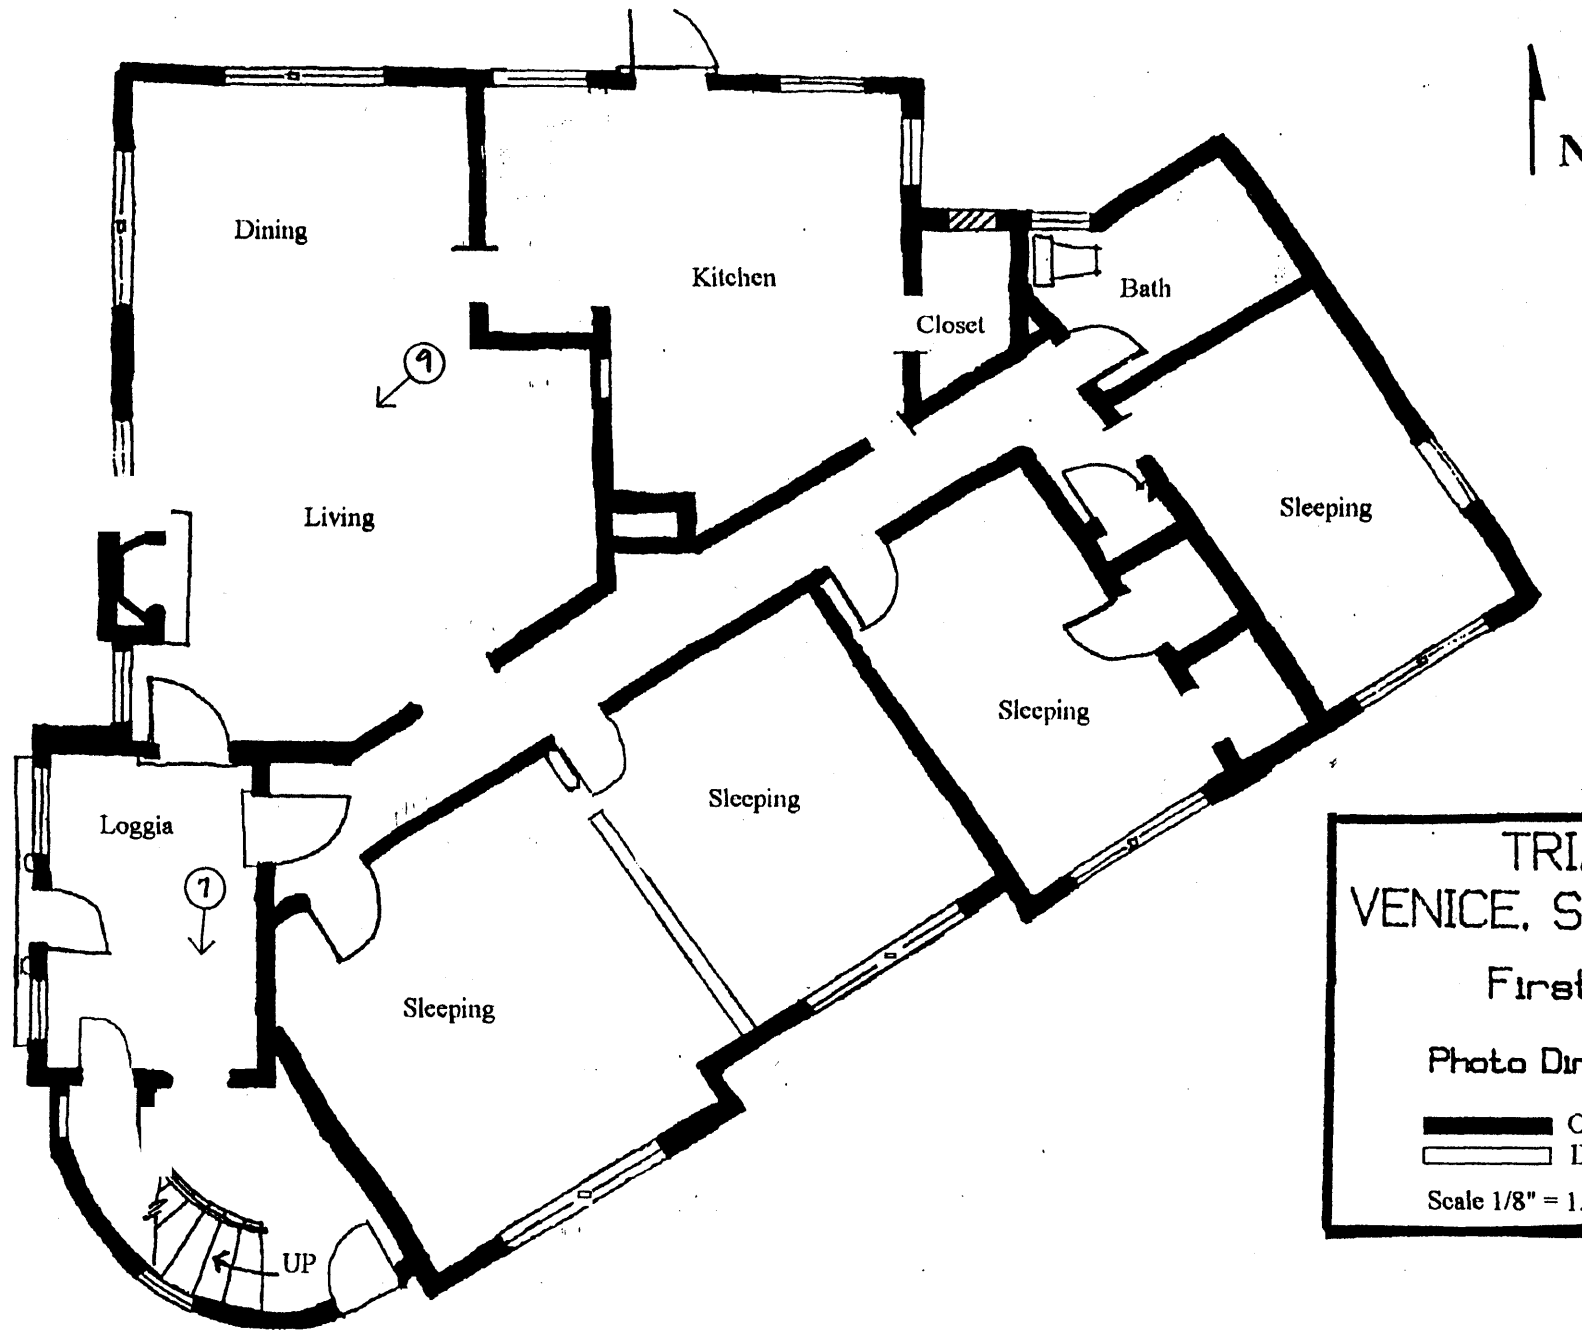 N
Dining
Kitchen
Bath
Closet
9
Living
Sleeping
Sleeping
Sleeping
Loggia
7
Sleeping
UP
TRI
VENICE, S
First
Photo Di
Scale 1/8" = 1